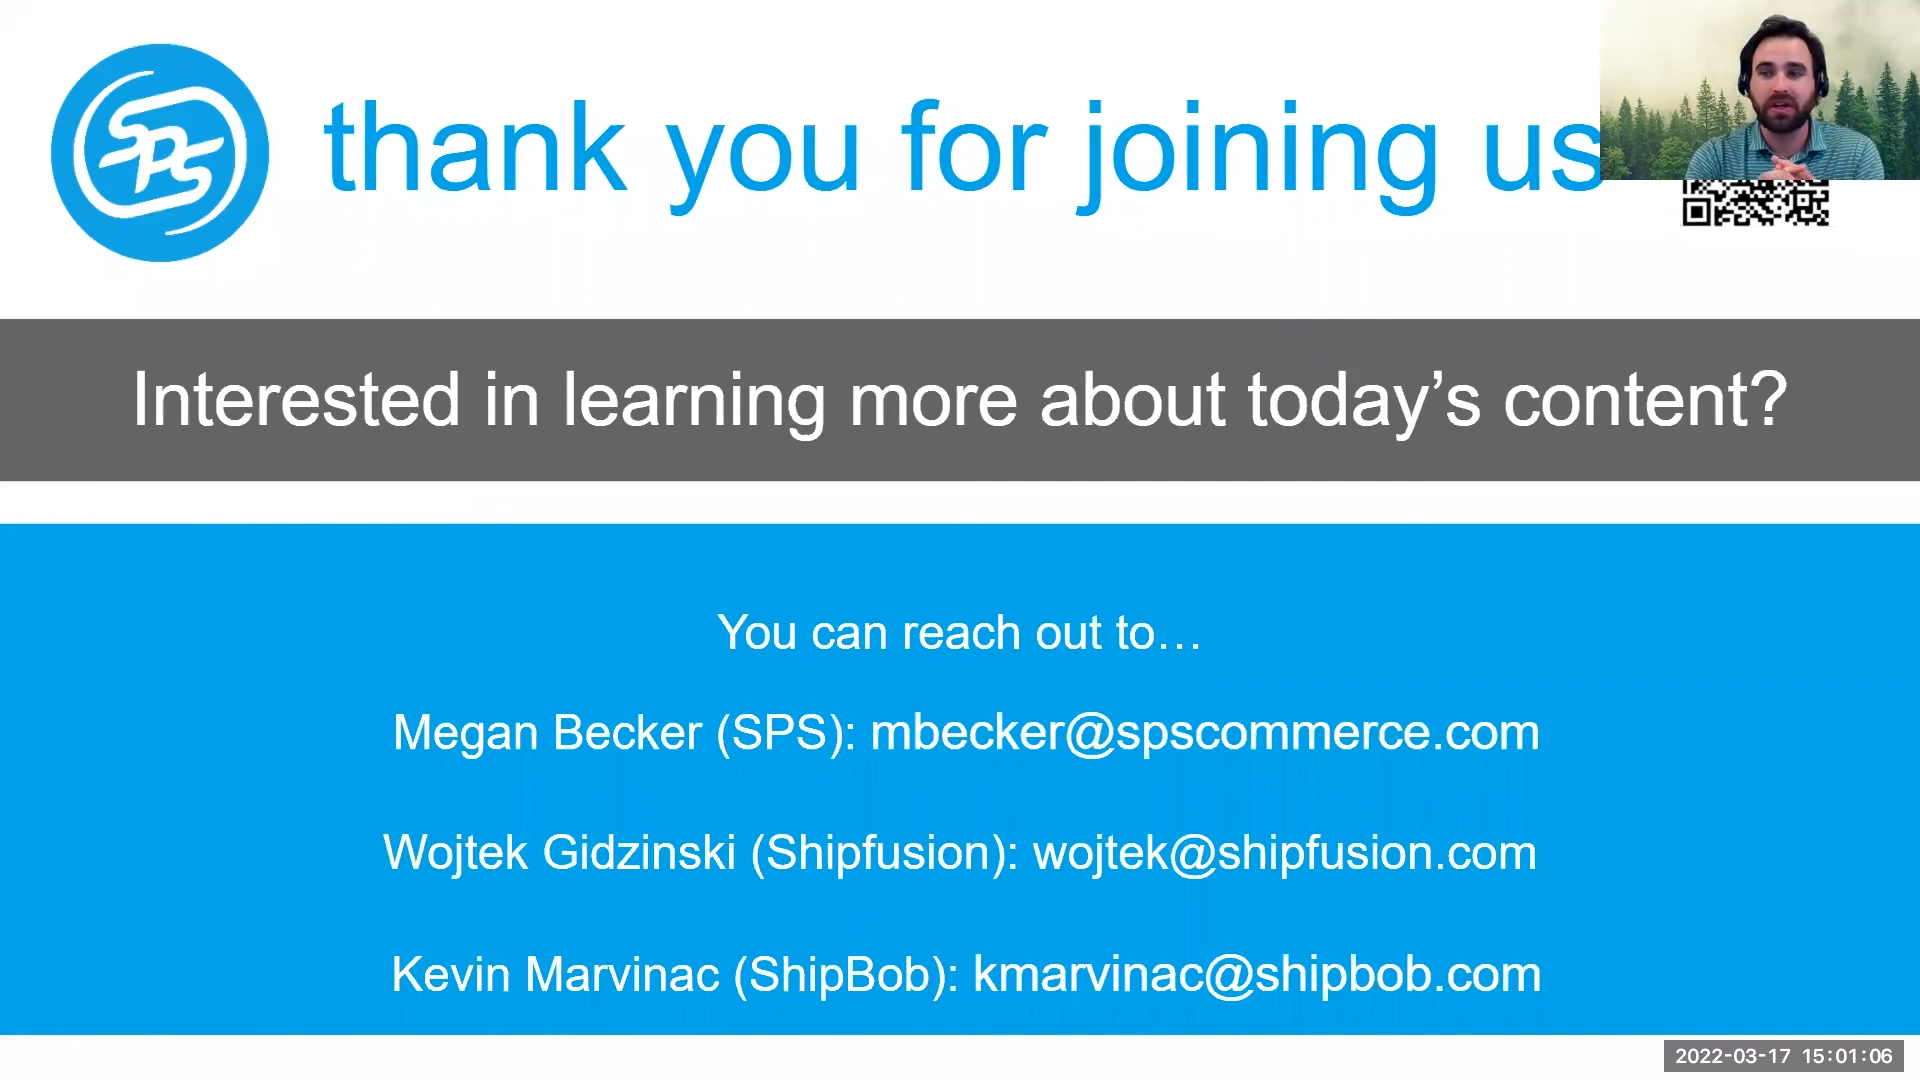 SPS
thank you for joining us
Interested in learning more about today’s content?
You can reach out to…
Megan Becker (SPS): mbecker@spscommerce.com
Wojtek Gidzinski (Shipfusion): wojtek@shipfusion.com
Kevin Marvinac (ShipBob): kmarvinac@shipbob.com
2022-03-17 15:01:06